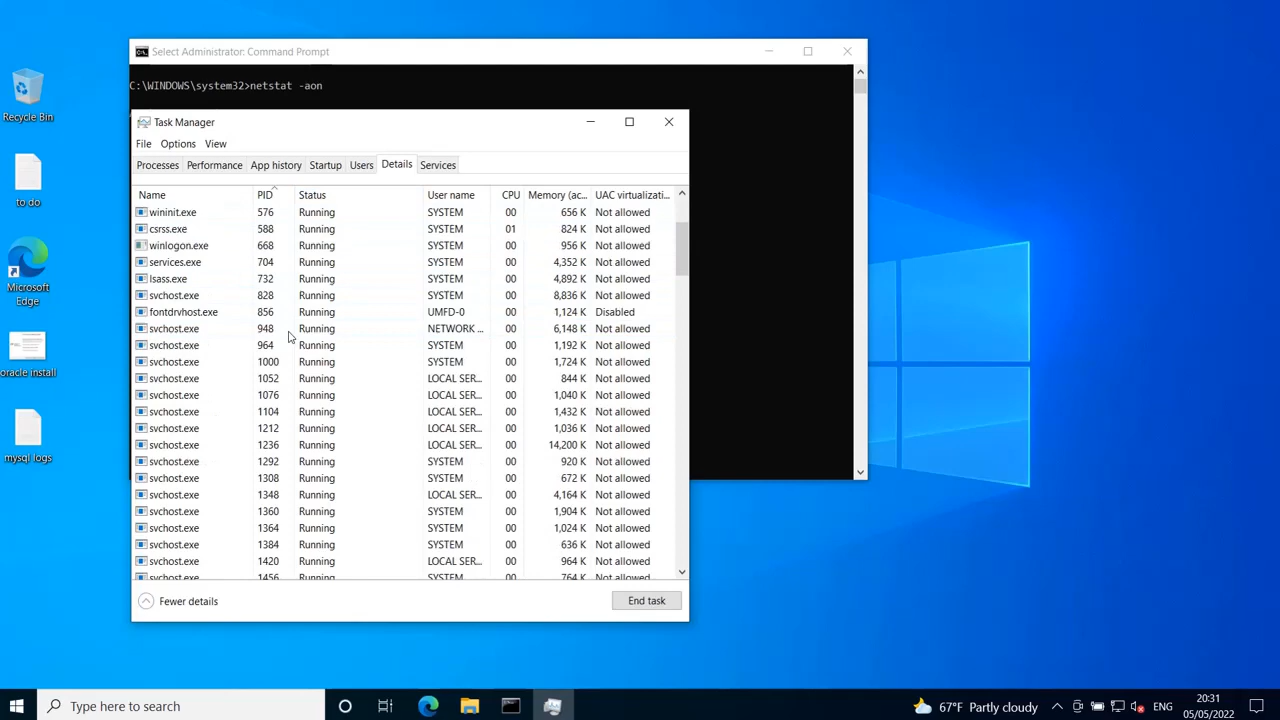 Recycle Bin
to do
Microsoft
Edge
oracle install
mysql logs
Select Administrator: Command Prompt
C:\WINDOWS\system32>netstat -aon
Task Manager
File Options View
Processes Performance App history Startup Users Details Services
Name PID Status User name CPU Memory (ac... UAC virtualizati...
wininit.exe 576 Running SYSTEM 00 656 K Not allowed
csrss.exe 588 Running SYSTEM 01 824 K Not allowed
winlogon.exe 668 Running SYSTEM 00 956 K Not allowed
services.exe 704 Running SYSTEM 00 4,352 K Not allowed
lsass.exe 732 Running SYSTEM 00 4,892 K Not allowed
svchost.exe 828 Running SYSTEM 00 8,836 K Not allowed
fontdrvhost.exe 856 Running UMFD-0 00 1,124 K Disabled
svchost.exe 948 Running NETWORK ... 00 6,148 K Not allowed
svchost.exe 964 Running SYSTEM 00 1,192 K Not allowed
svchost.exe 1000 Running SYSTEM 00 1,724 K Not allowed
svchost.exe 1052 Running LOCAL SER... 00 844 K Not allowed
svchost.exe 1076 Running LOCAL SER... 00 1,040 K Not allowed
svchost.exe 1104 Running LOCAL SER... 00 1,432 K Not allowed
svchost.exe 1212 Running LOCAL SER... 00 1,036 K Not allowed
svchost.exe 1236 Running LOCAL SER... 00 14,200 K Not allowed
svchost.exe 1292 Running SYSTEM 00 920 K Not allowed
svchost.exe 1308 Running SYSTEM 00 672 K Not allowed
svchost.exe 1348 Running LOCAL SER... 00 4,164 K Not allowed
svchost.exe 1360 Running SYSTEM 00 1,904 K Not allowed
svchost.exe 1364 Running SYSTEM 00 1,024 K Not allowed
svchost.exe 1384 Running SYSTEM 00 636 K Not allowed
svchost.exe 1420 Running LOCAL SER... 00 964 K Not allowed
svchost.exe 1456 Running SYSTEM 00 764 K Not allowed
Fewer details End task
Type here to search
67°F Partly cloudy
ENG
20:31
05/05/2022